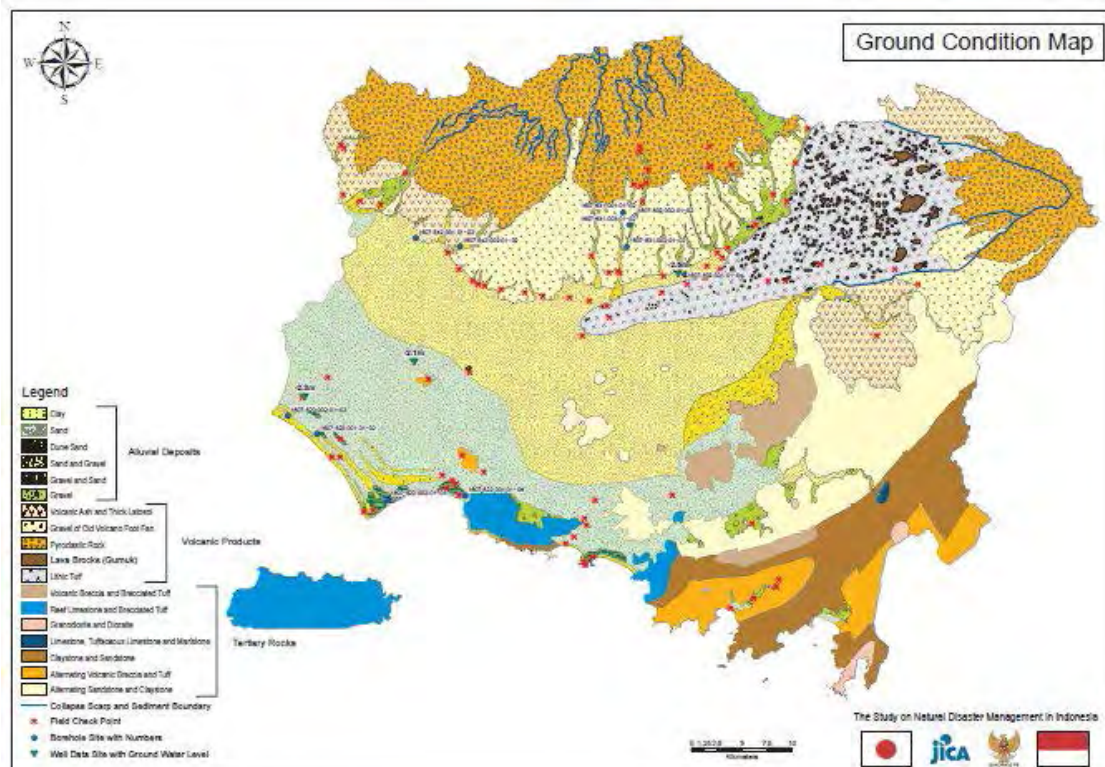 N
W E
S
Ground Condition Map
Legend
Clay
Sand
Dune Sand
Sand and Gravel
Gravel and Sand
Gravel
Alluvial Deposits
Volcanic Ash and Thick Laterol
Gravel of Old Volcano Foot Fan
Pyroclastic Rock
Lava Brocks (Gumuk)
Lithic Tuff
Volcanic Products
Volcanic Breccia and Brecciated Tuff
Reef Limestone and Brecciated Tuff
Granodiorite and Diorite
Limestone, Tuffaceous Limestone and Marlstone
Claystone and Sandstone
Alternating Volcanic Breccia and Tuff
Alternating Sandstone and Claystone
Tertiary Rocks
Collapse Scarp and Sediment Boundary
Field Check Point
Borehole Site with Numbers
Well Data Site with Ground Water Level
Kilometers
The Study on Natural Disaster Management in Indonesia
JICA